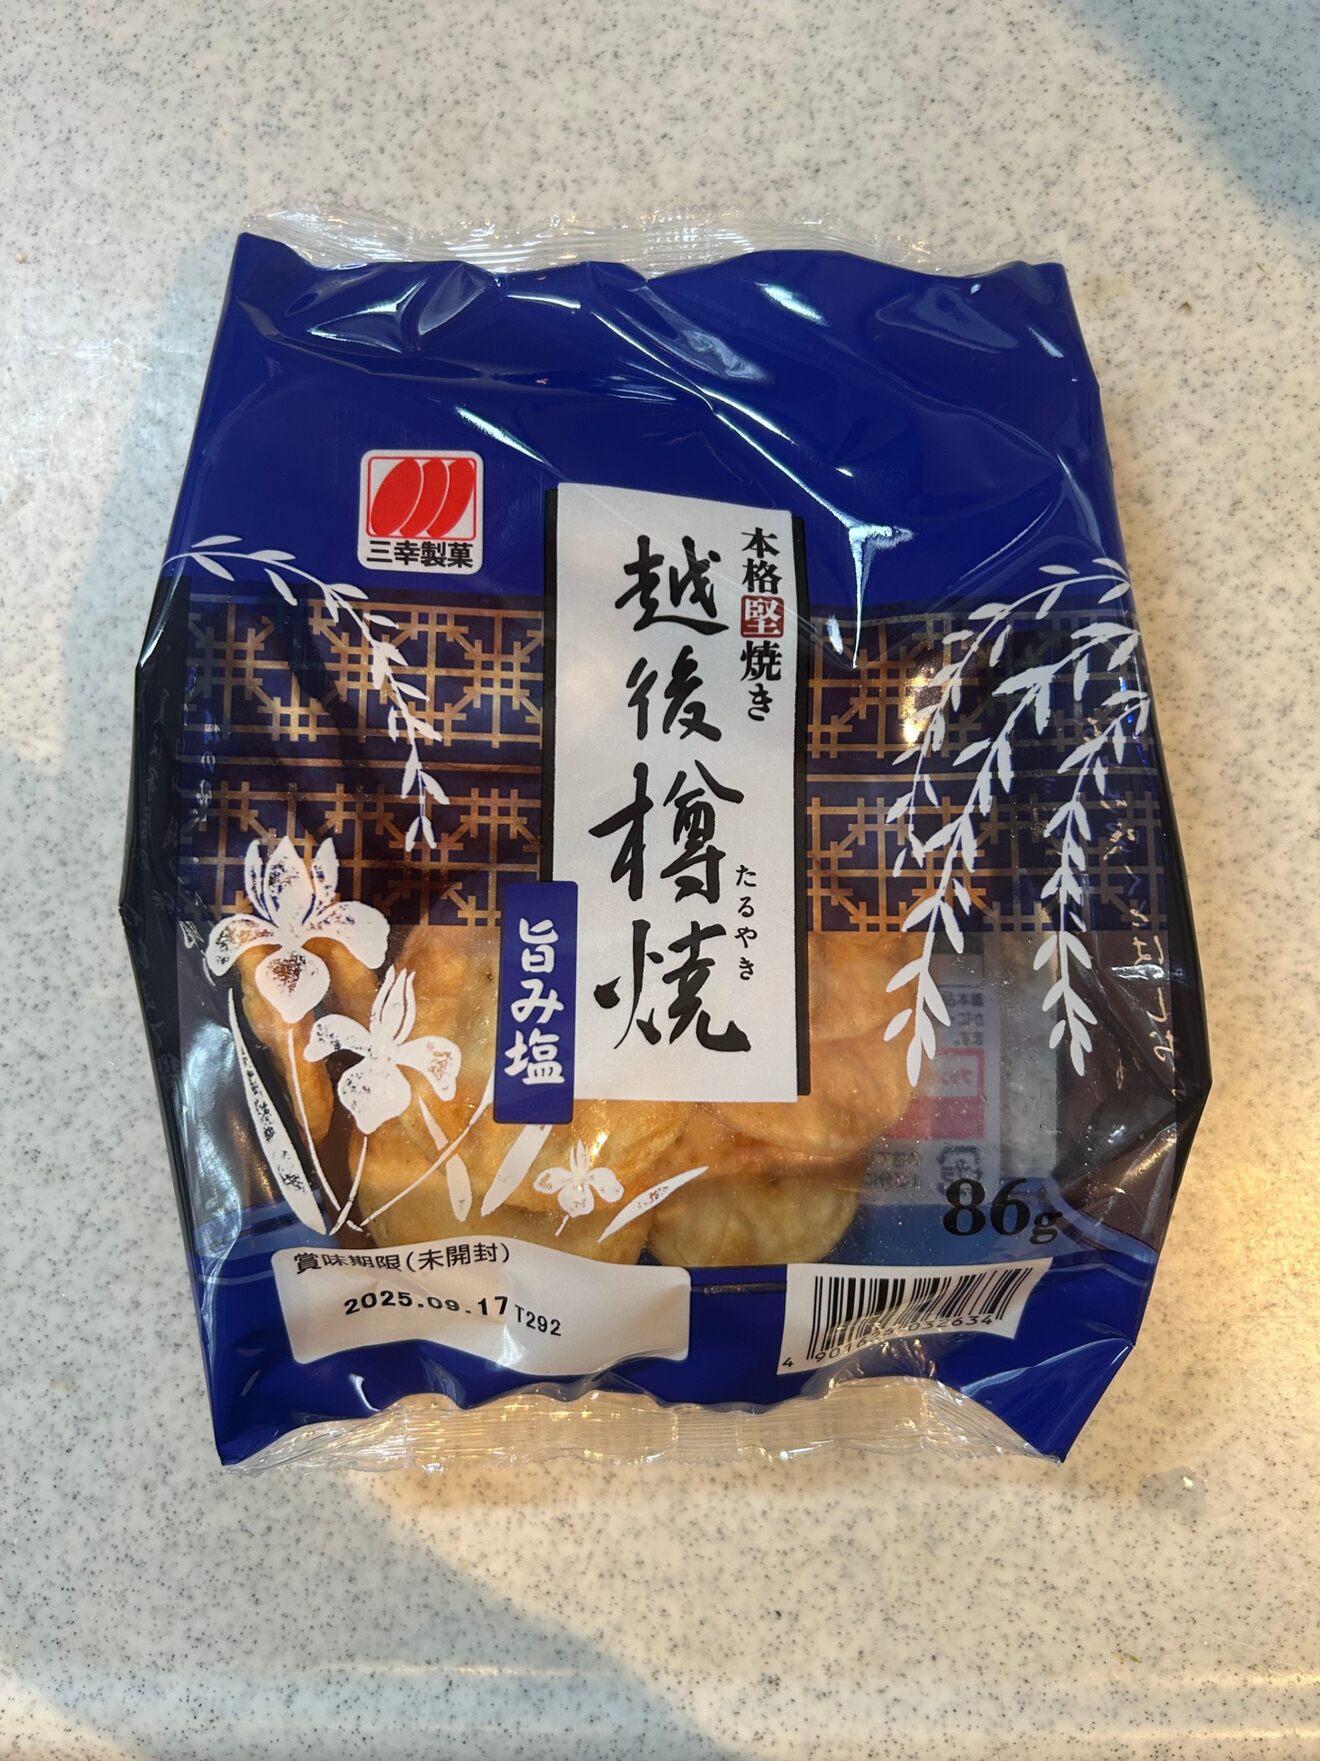 三幸製菓
本格堅焼き
越後樽焼
たるやき
旨み塩
86g
賞味期限(未開封)
2025.09.17 T292